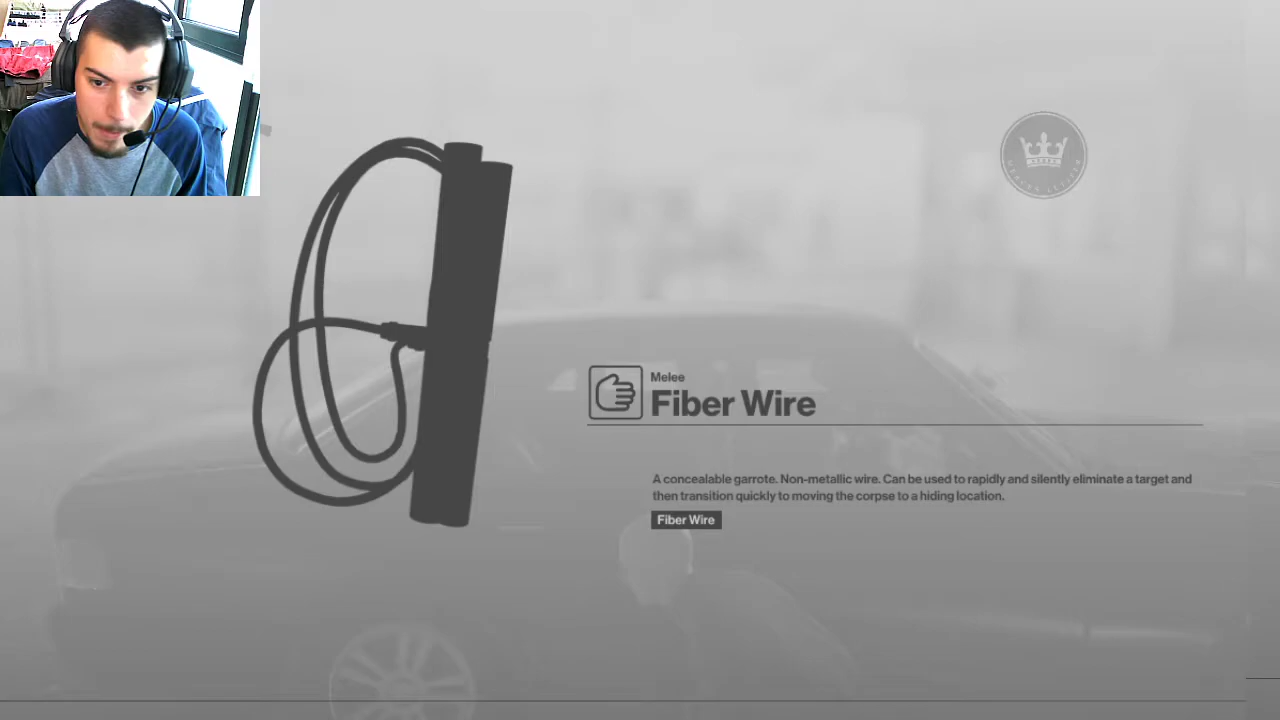 Melee
Fiber Wire
A concealable garrote. Non-metallic wire. Can be used to rapidly and silently eliminate a target and
then transition quickly to moving the corpse to a hiding location.
Fiber Wire